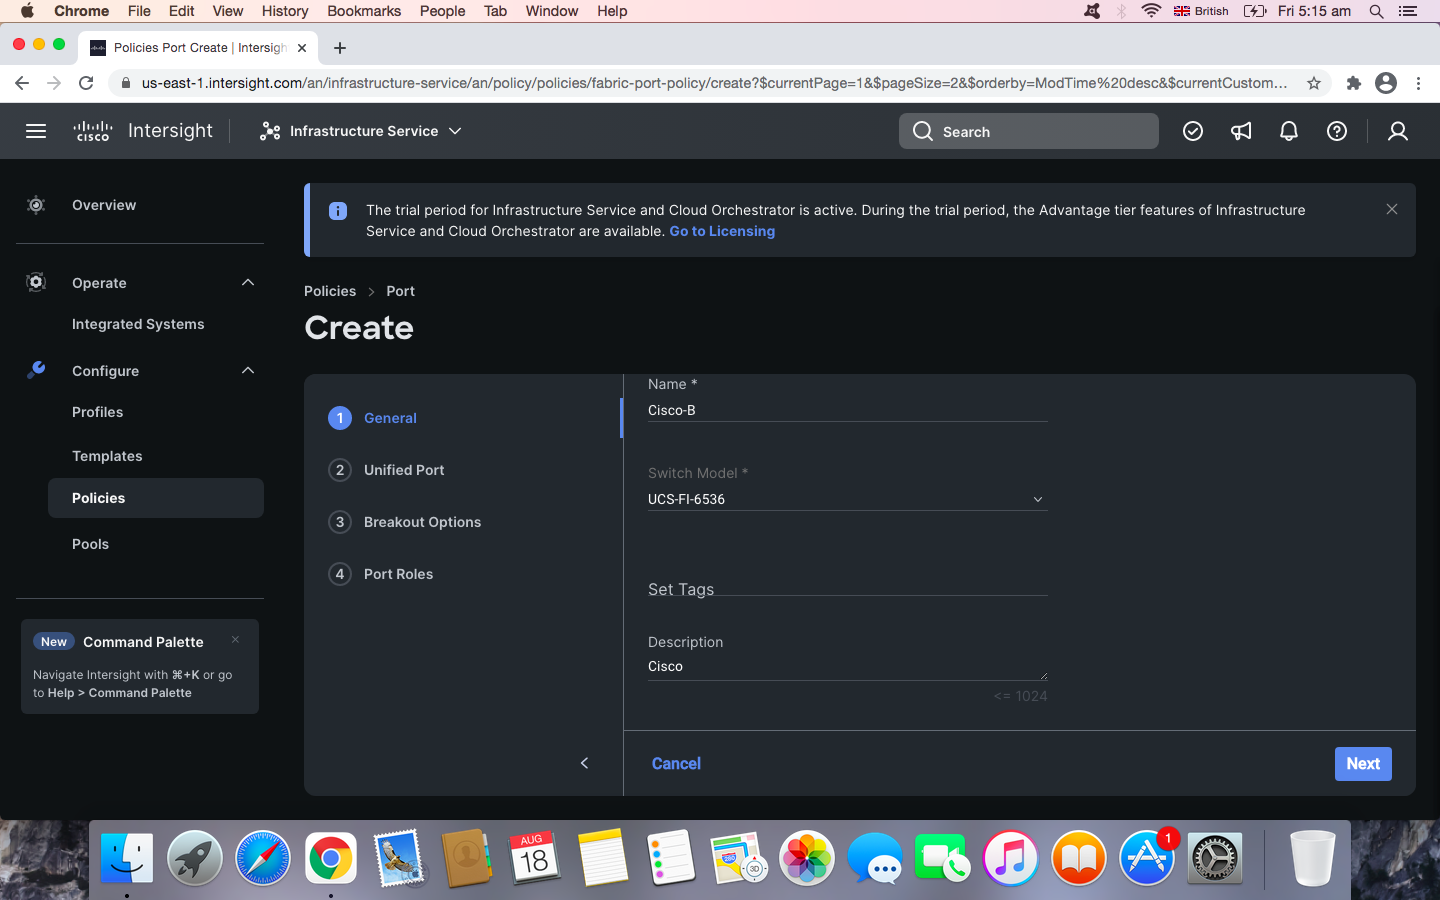 Chrome File Edit View History Bookmarks People Tab Window Help British Fri 5:15 am
Policies Port Create | Intersigh
us-east-1.intersight.com/an/infrastructure-service/an/policy/policies/fabric-port-policy/create?$currentPage=1&$pageSize=2&$orderby=ModTime%20desc&$currentCustom...
CISCO Intersight Infrastructure Service Search
Overview
Operate
Integrated Systems
Configure
Profiles
Templates
Policies
Pools
New Command Palette
Navigate Intersight with ⌘+K or go
to Help > Command Palette
The trial period for Infrastructure Service and Cloud Orchestrator is active. During the trial period, the Advantage tier features of Infrastructure
Service and Cloud Orchestrator are available. Go to Licensing
Policies > Port
Create
1 General
2 Unified Port
3 Breakout Options
4 Port Roles
Name *
Cisco-B
Switch Model *
UCS-FI-6536
Set Tags
Description
Cisco
<= 1024
Cancel Next
AUG
18
280
3D
1